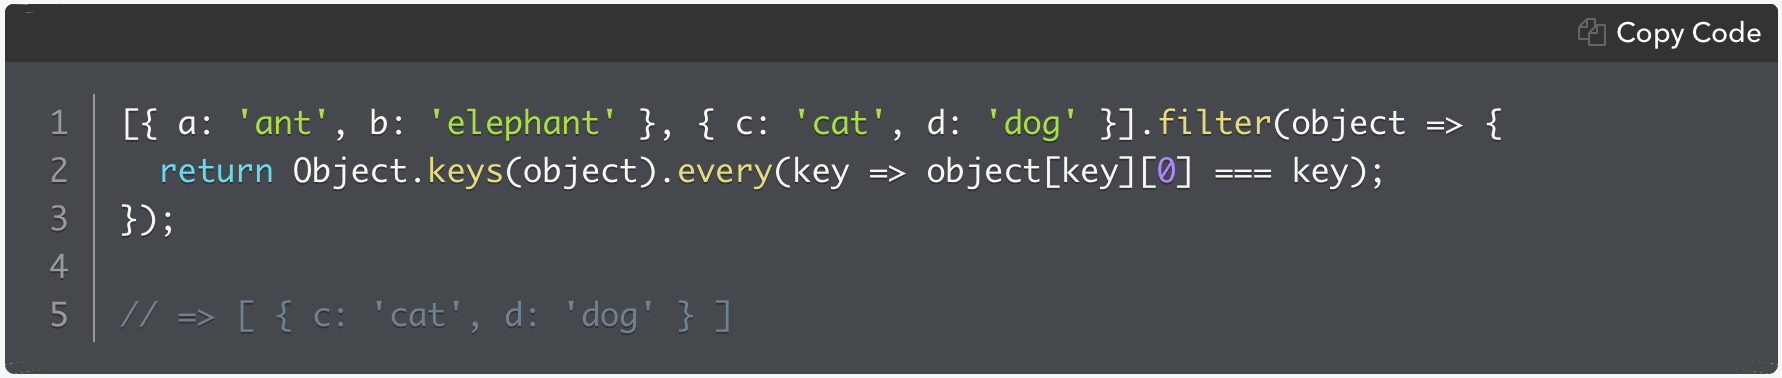 Copy Code
1 [{ a: 'ant', b: 'elephant' }, { c: 'cat', d: 'dog' }].filter(object => {
2   return Object.keys(object).every(key => object[key][0] === key);
3 });
4
5 // => [ { c: 'cat', d: 'dog' } ]